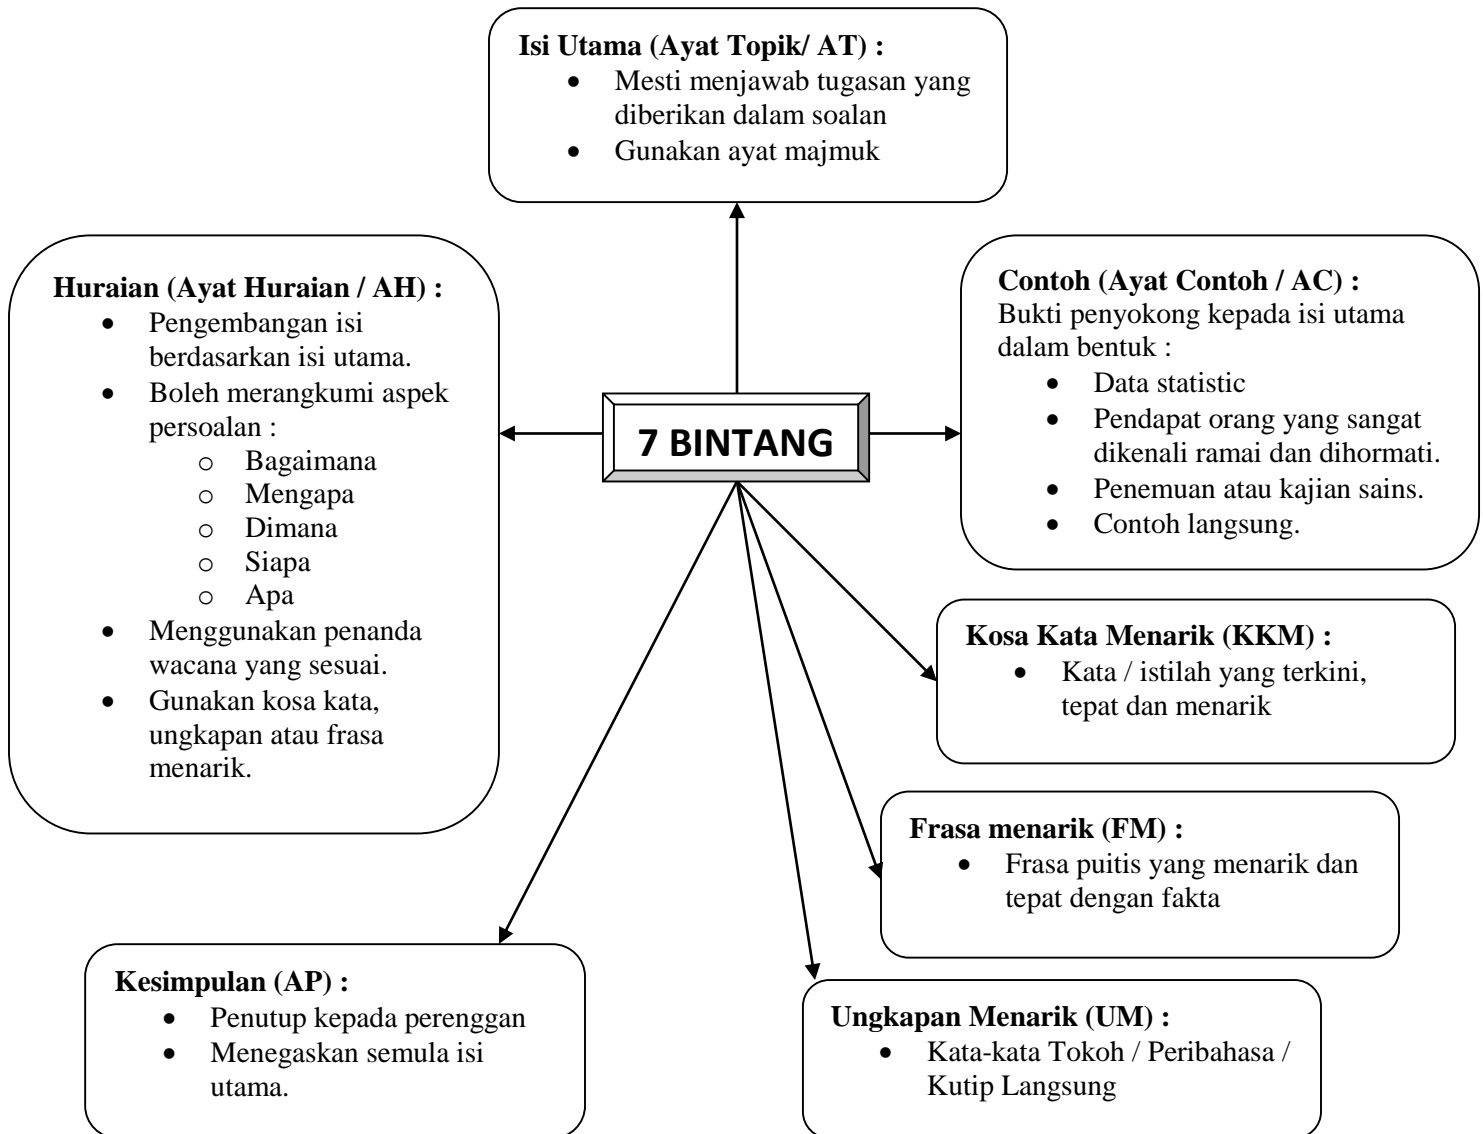 Isi Utama (Ayat Topik/ AT) :
• Mesti menjawab tugasan yang
diberikan dalam soalan
• Gunakan ayat majmuk
Huraian (Ayat Huraian / AH) :
• Pengembangan isi
berdasarkan isi utama.
• Boleh merangkumi aspek
persoalan :
o Bagaimana
o Mengapa
o Dimana
o Siapa
o Apa
• Menggunakan penanda
wacana yang sesuai.
• Gunakan kosa kata,
ungkapan atau frasa
menarik.
7 BINTANG
Contoh (Ayat Contoh / AC) :
Bukti penyokong kepada isi utama
dalam bentuk :
• Data statistic
• Pendapat orang yang sangat
dikenali ramai dan dihormati.
• Penemuan atau kajian sains.
• Contoh langsung.
Kosa Kata Menarik (KKM) :
• Kata / istilah yang terkini,
tepat dan menarik
Frasa menarik (FM) :
• Frasa puitis yang menarik dan
tepat dengan fakta
Kesimpulan (AP) :
• Penutup kepada perenggan
• Menegaskan semula isi
utama.
Ungkapan Menarik (UM) :
• Kata-kata Tokoh / Peribahasa /
Kutip Langsung